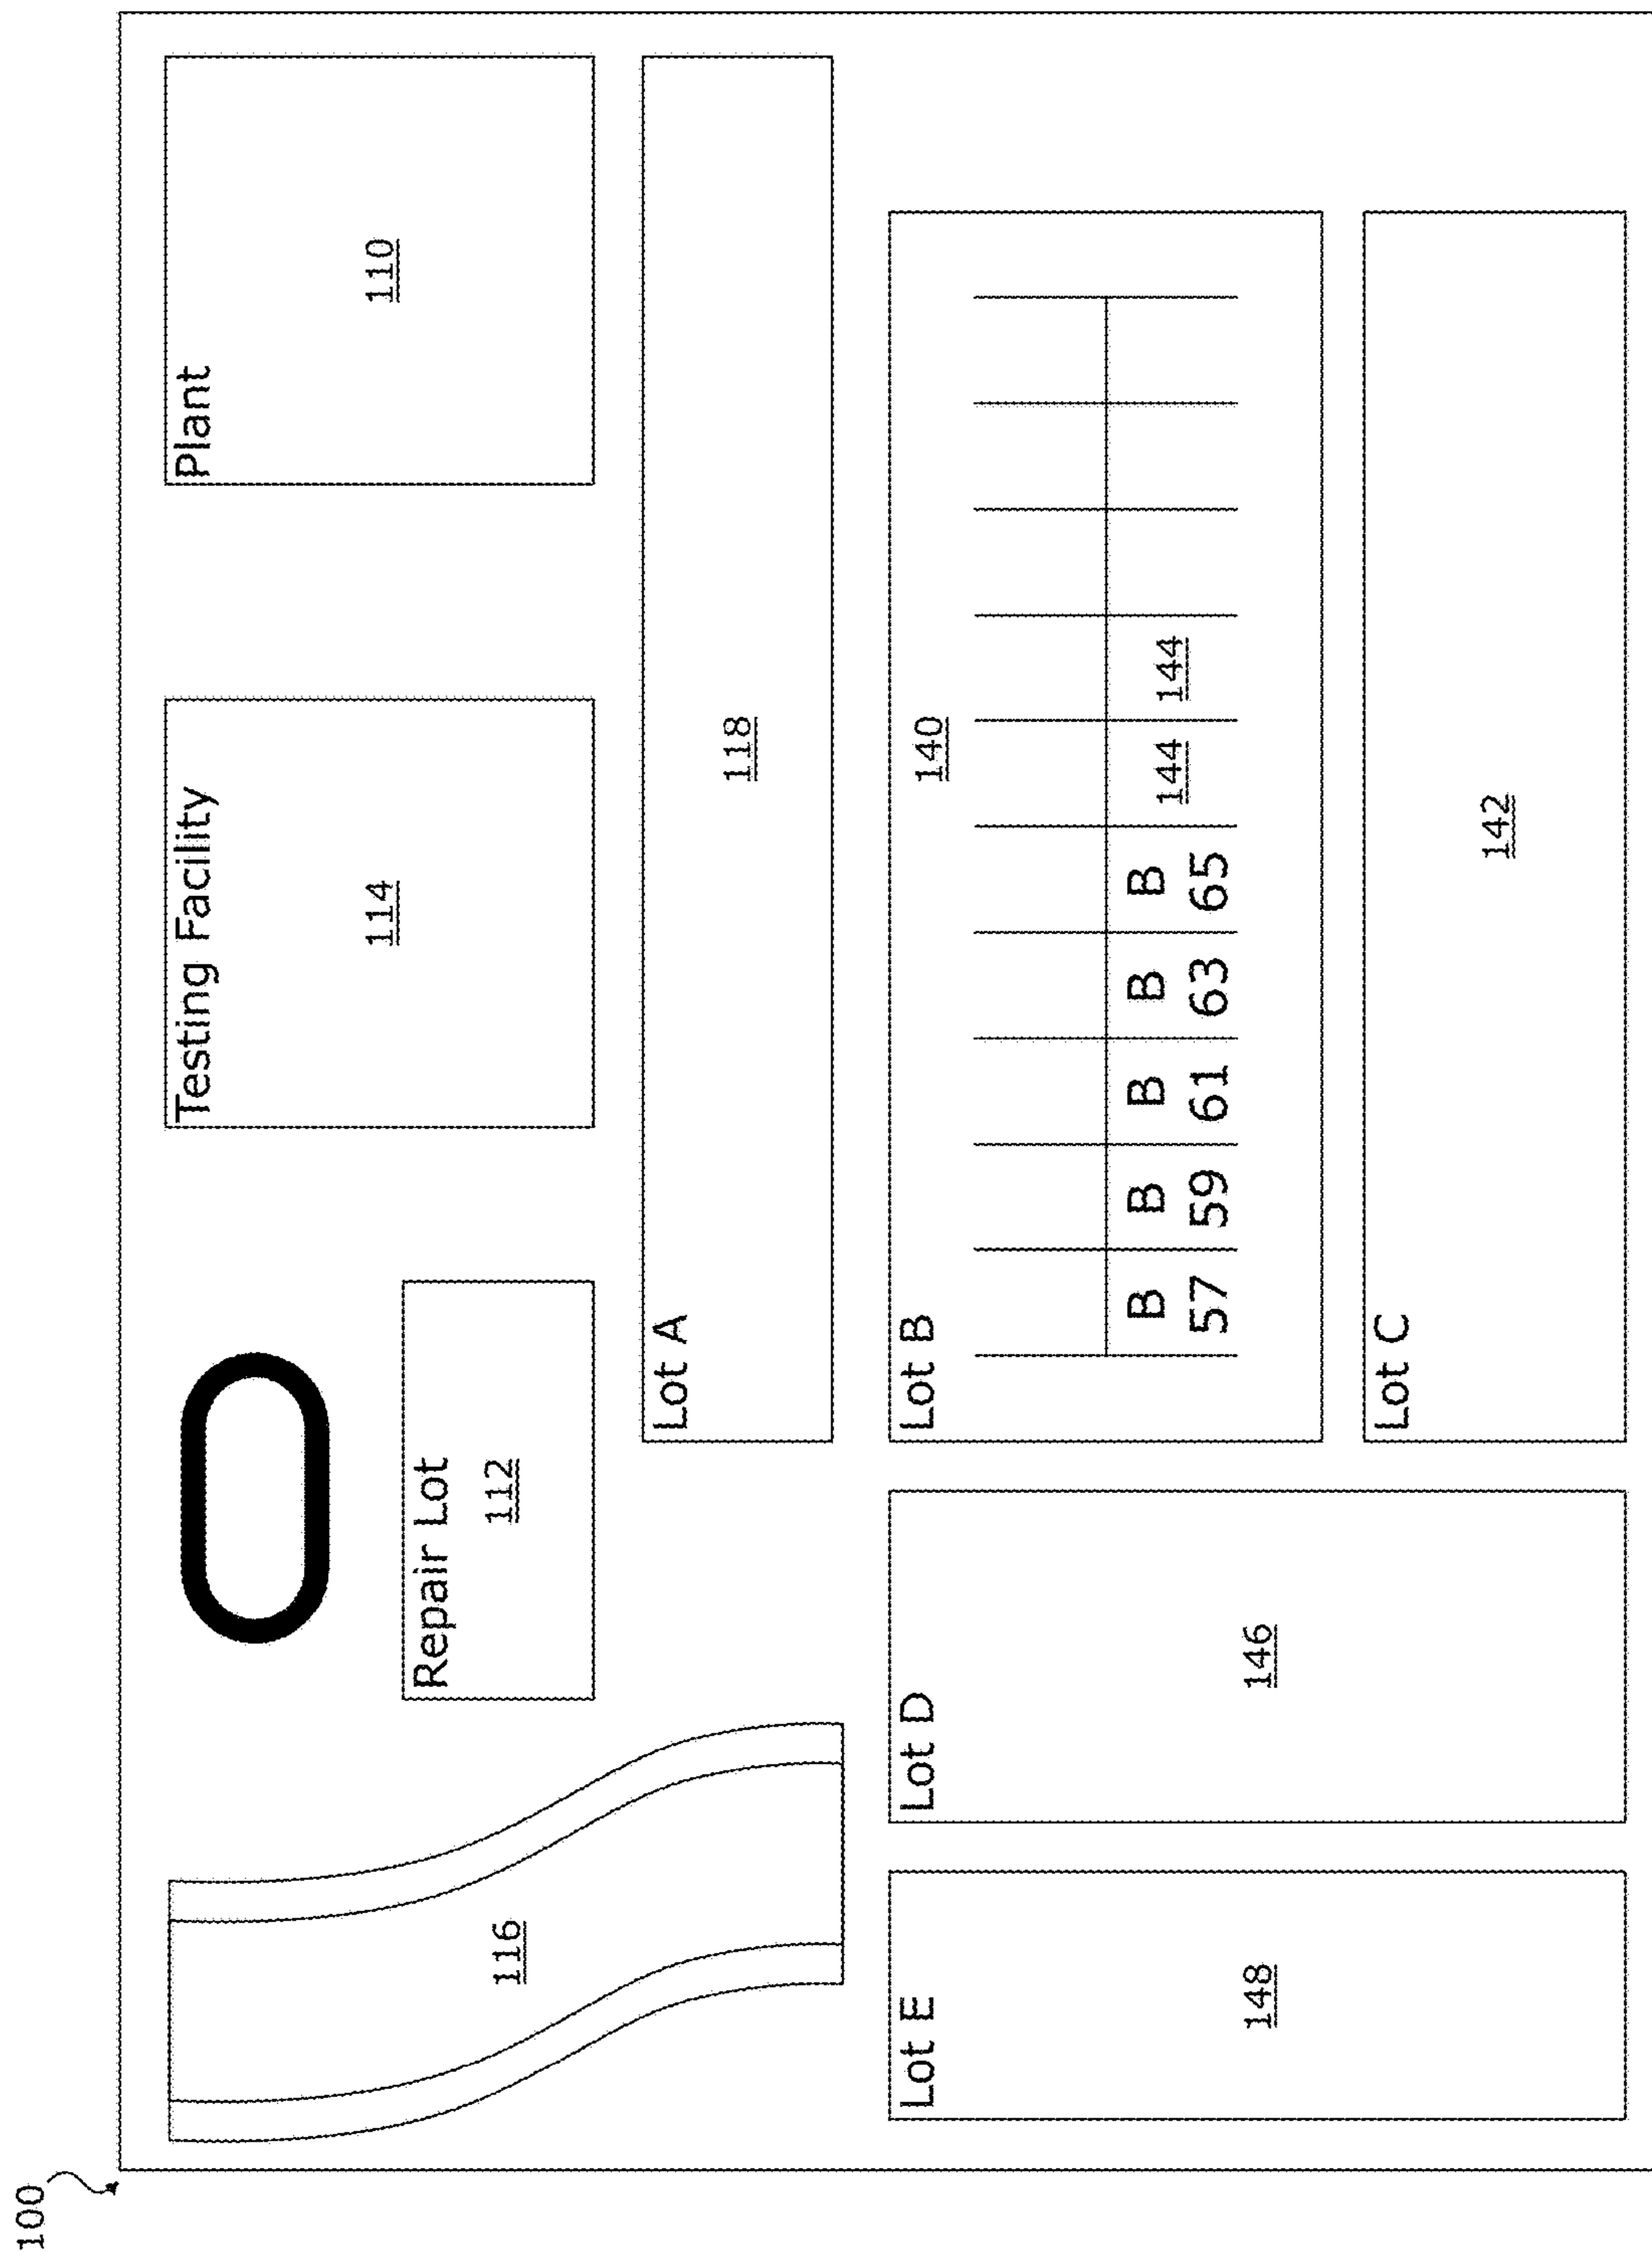 100
116
Repair Lot
112
Testing Facility
114
Plant
110
Lot A
118
Lot E
148
Lot D
146
Lot B
140
B B B B B 144 144
57 59 61 63 65
Lot C
142